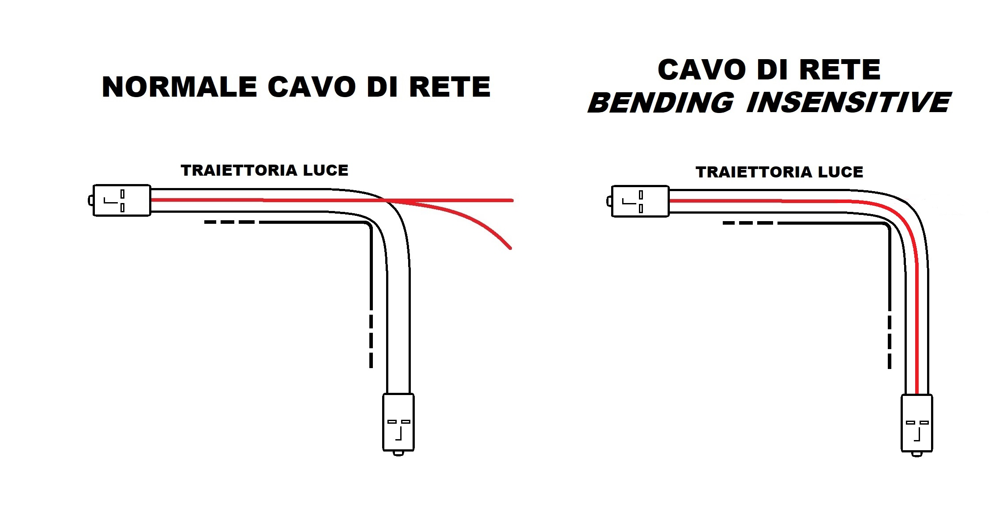 NORMALE CAVO DI RETE
TRAIETTORIA LUCE
CAVO DI RETE
BENDING INSENSITIVE
TRAIETTORIA LUCE